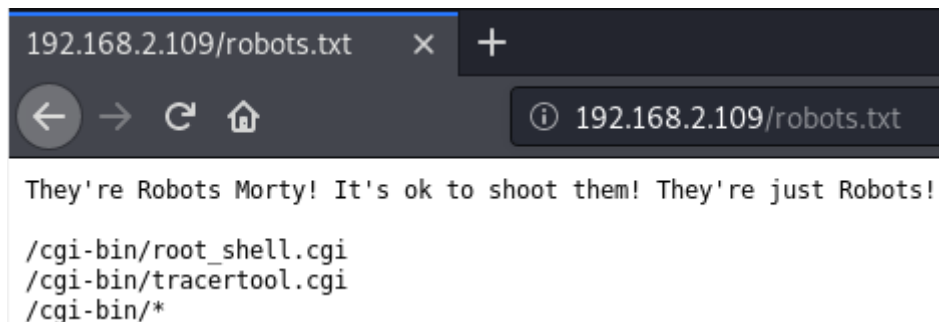 192.168.2.109/robots.txt
192.168.2.109/robots.txt
They're Robots Morty! It's ok to shoot them! They're just Robots!
/cgi-bin/root_shell.cgi
/cgi-bin/tracertool.cgi
/cgi-bin/*